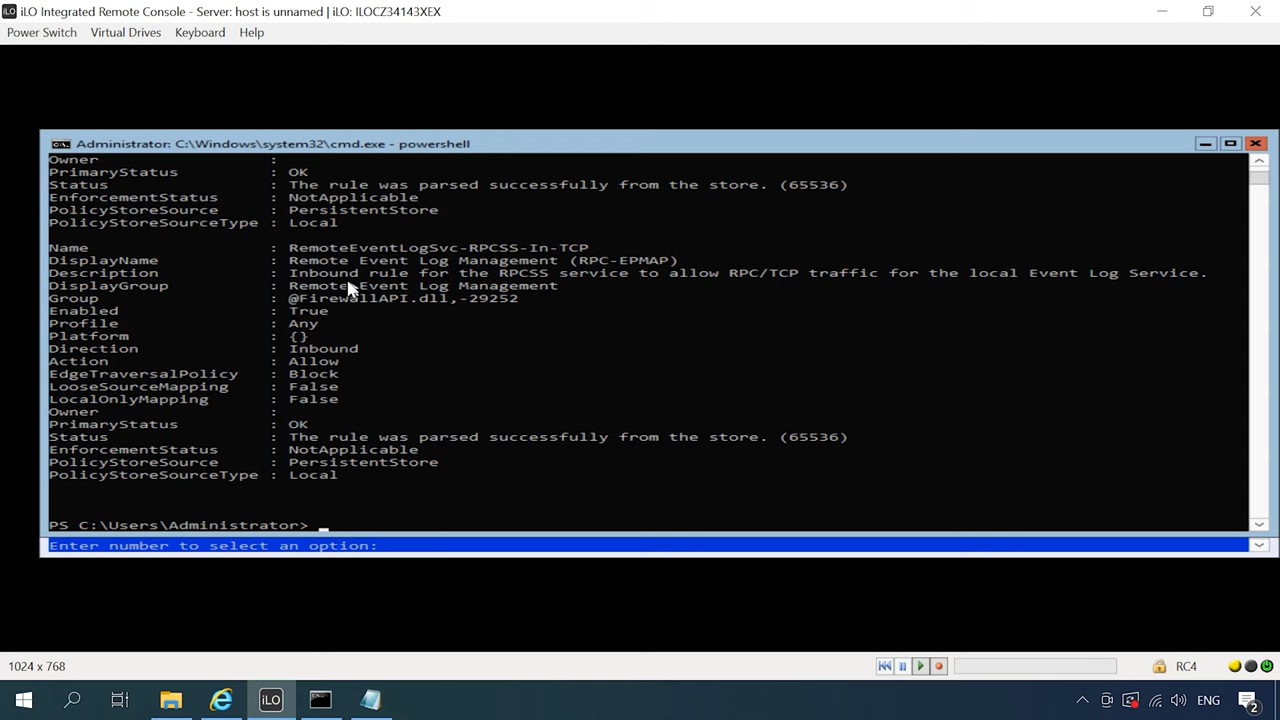 iLO Integrated Remote Console - Server: host is unnamed | iLO: ILOCZ34143XEX
Power Switch Virtual Drives Keyboard Help
Administrator: C:\Windows\system32\cmd.exe - powershell
Owner :
PrimaryStatus : OK
Status : The rule was parsed successfully from the store. (65536)
EnforcementStatus : NotApplicable
PolicyStoreSource : PersistentStore
PolicyStoreSourceType : Local
Name : RemoteEventLogSvc-RPCSS-In-TCP
DisplayName : Remote Event Log Management (RPC-EPMAP)
Description : Inbound rule for the RPCSS service to allow RPC/TCP traffic for the local Event Log Service.
DisplayGroup : Remote Event Log Management
Group : @FirewallAPI.dll,-29252
Enabled : True
Profile : Any
Platform : {}
Direction : Inbound
Action : Allow
EdgeTraversalPolicy : Block
LooseSourceMapping : False
LocalOnlyMapping : False
Owner :
PrimaryStatus : OK
Status : The rule was parsed successfully from the store. (65536)
EnforcementStatus : NotApplicable
PolicyStoreSource : PersistentStore
PolicyStoreSourceType : Local
PS C:\Users\Administrator> _
Enter number to select an option:
1024 x 768
RC4
iLO
ENG
2